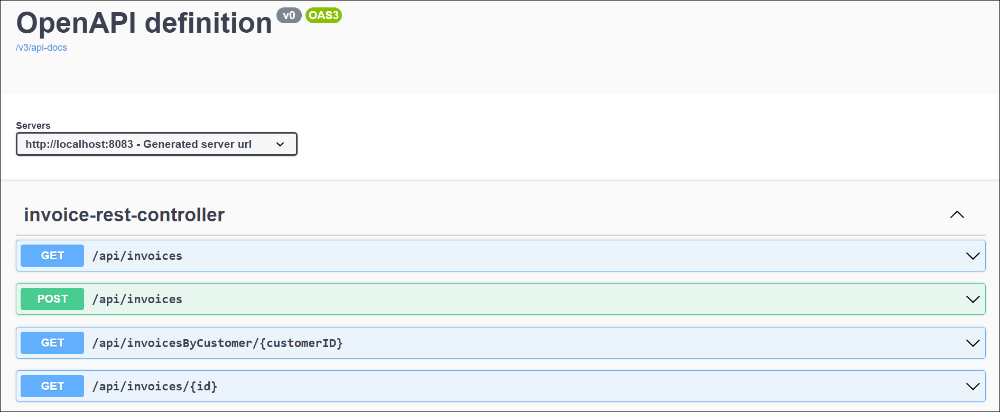 OpenAPI definition v0 OAS3
/v3/api-docs
Servers
http://localhost:8083 - Generated server url
invoice-rest-controller
GET /api/invoices
POST /api/invoices
GET /api/invoicesByCustomer/{customerID}
GET /api/invoices/{id}